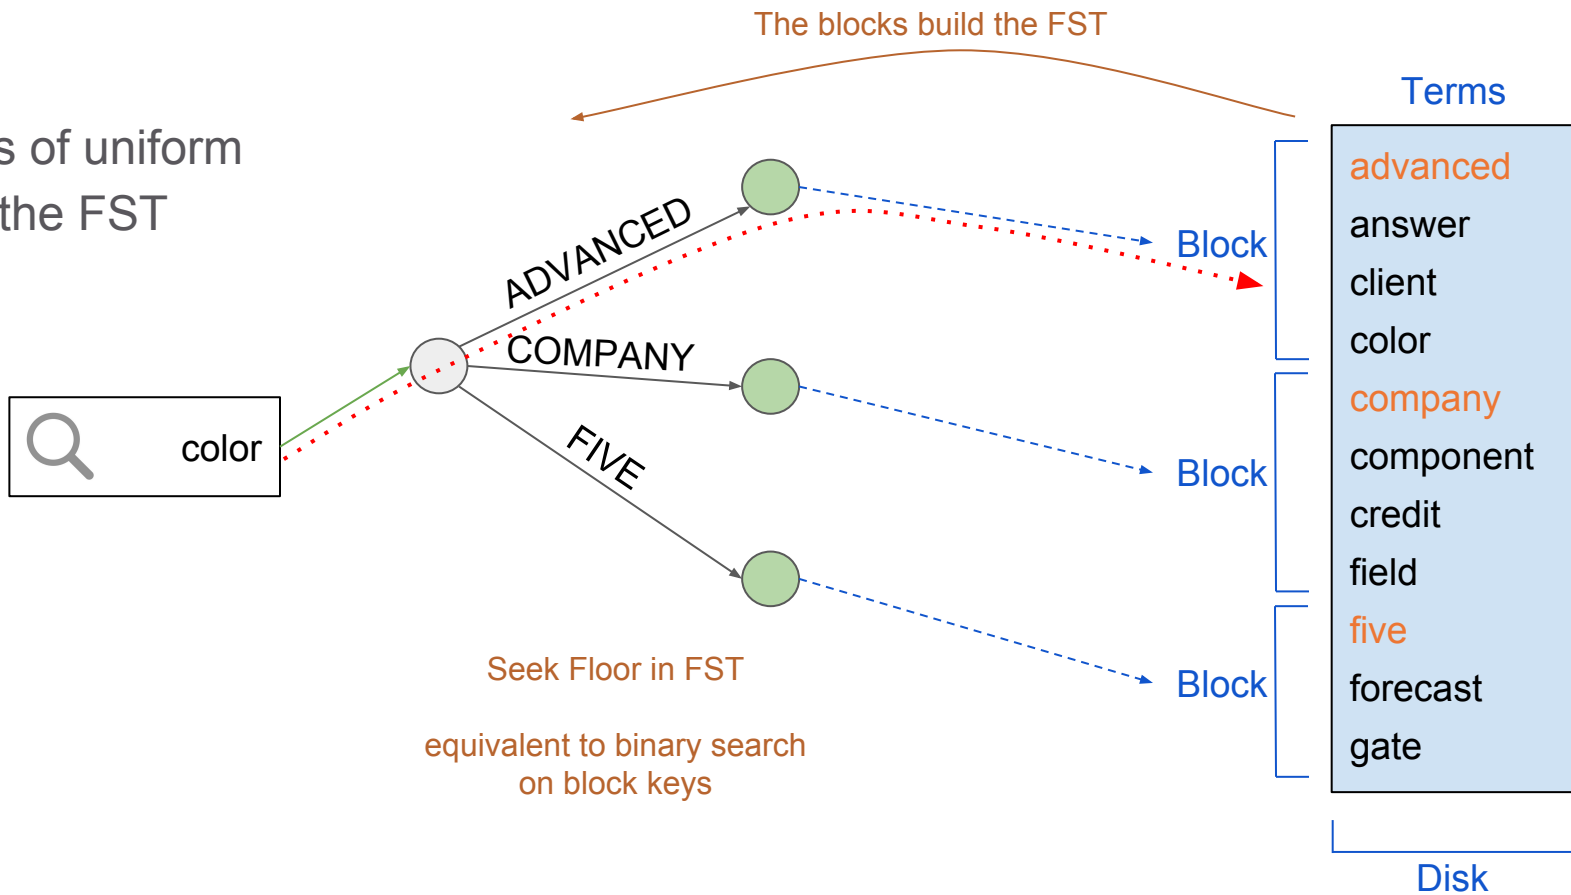 The blocks build the FST
s of uniform
the FST
ADVANCED
COMPANY
FIVE
color
Seek Floor in FST
equivalent to binary search
on block keys
Block
Block
Block
Terms
advanced
answer
client
color
company
component
credit
field
five
forecast
gate
Disk